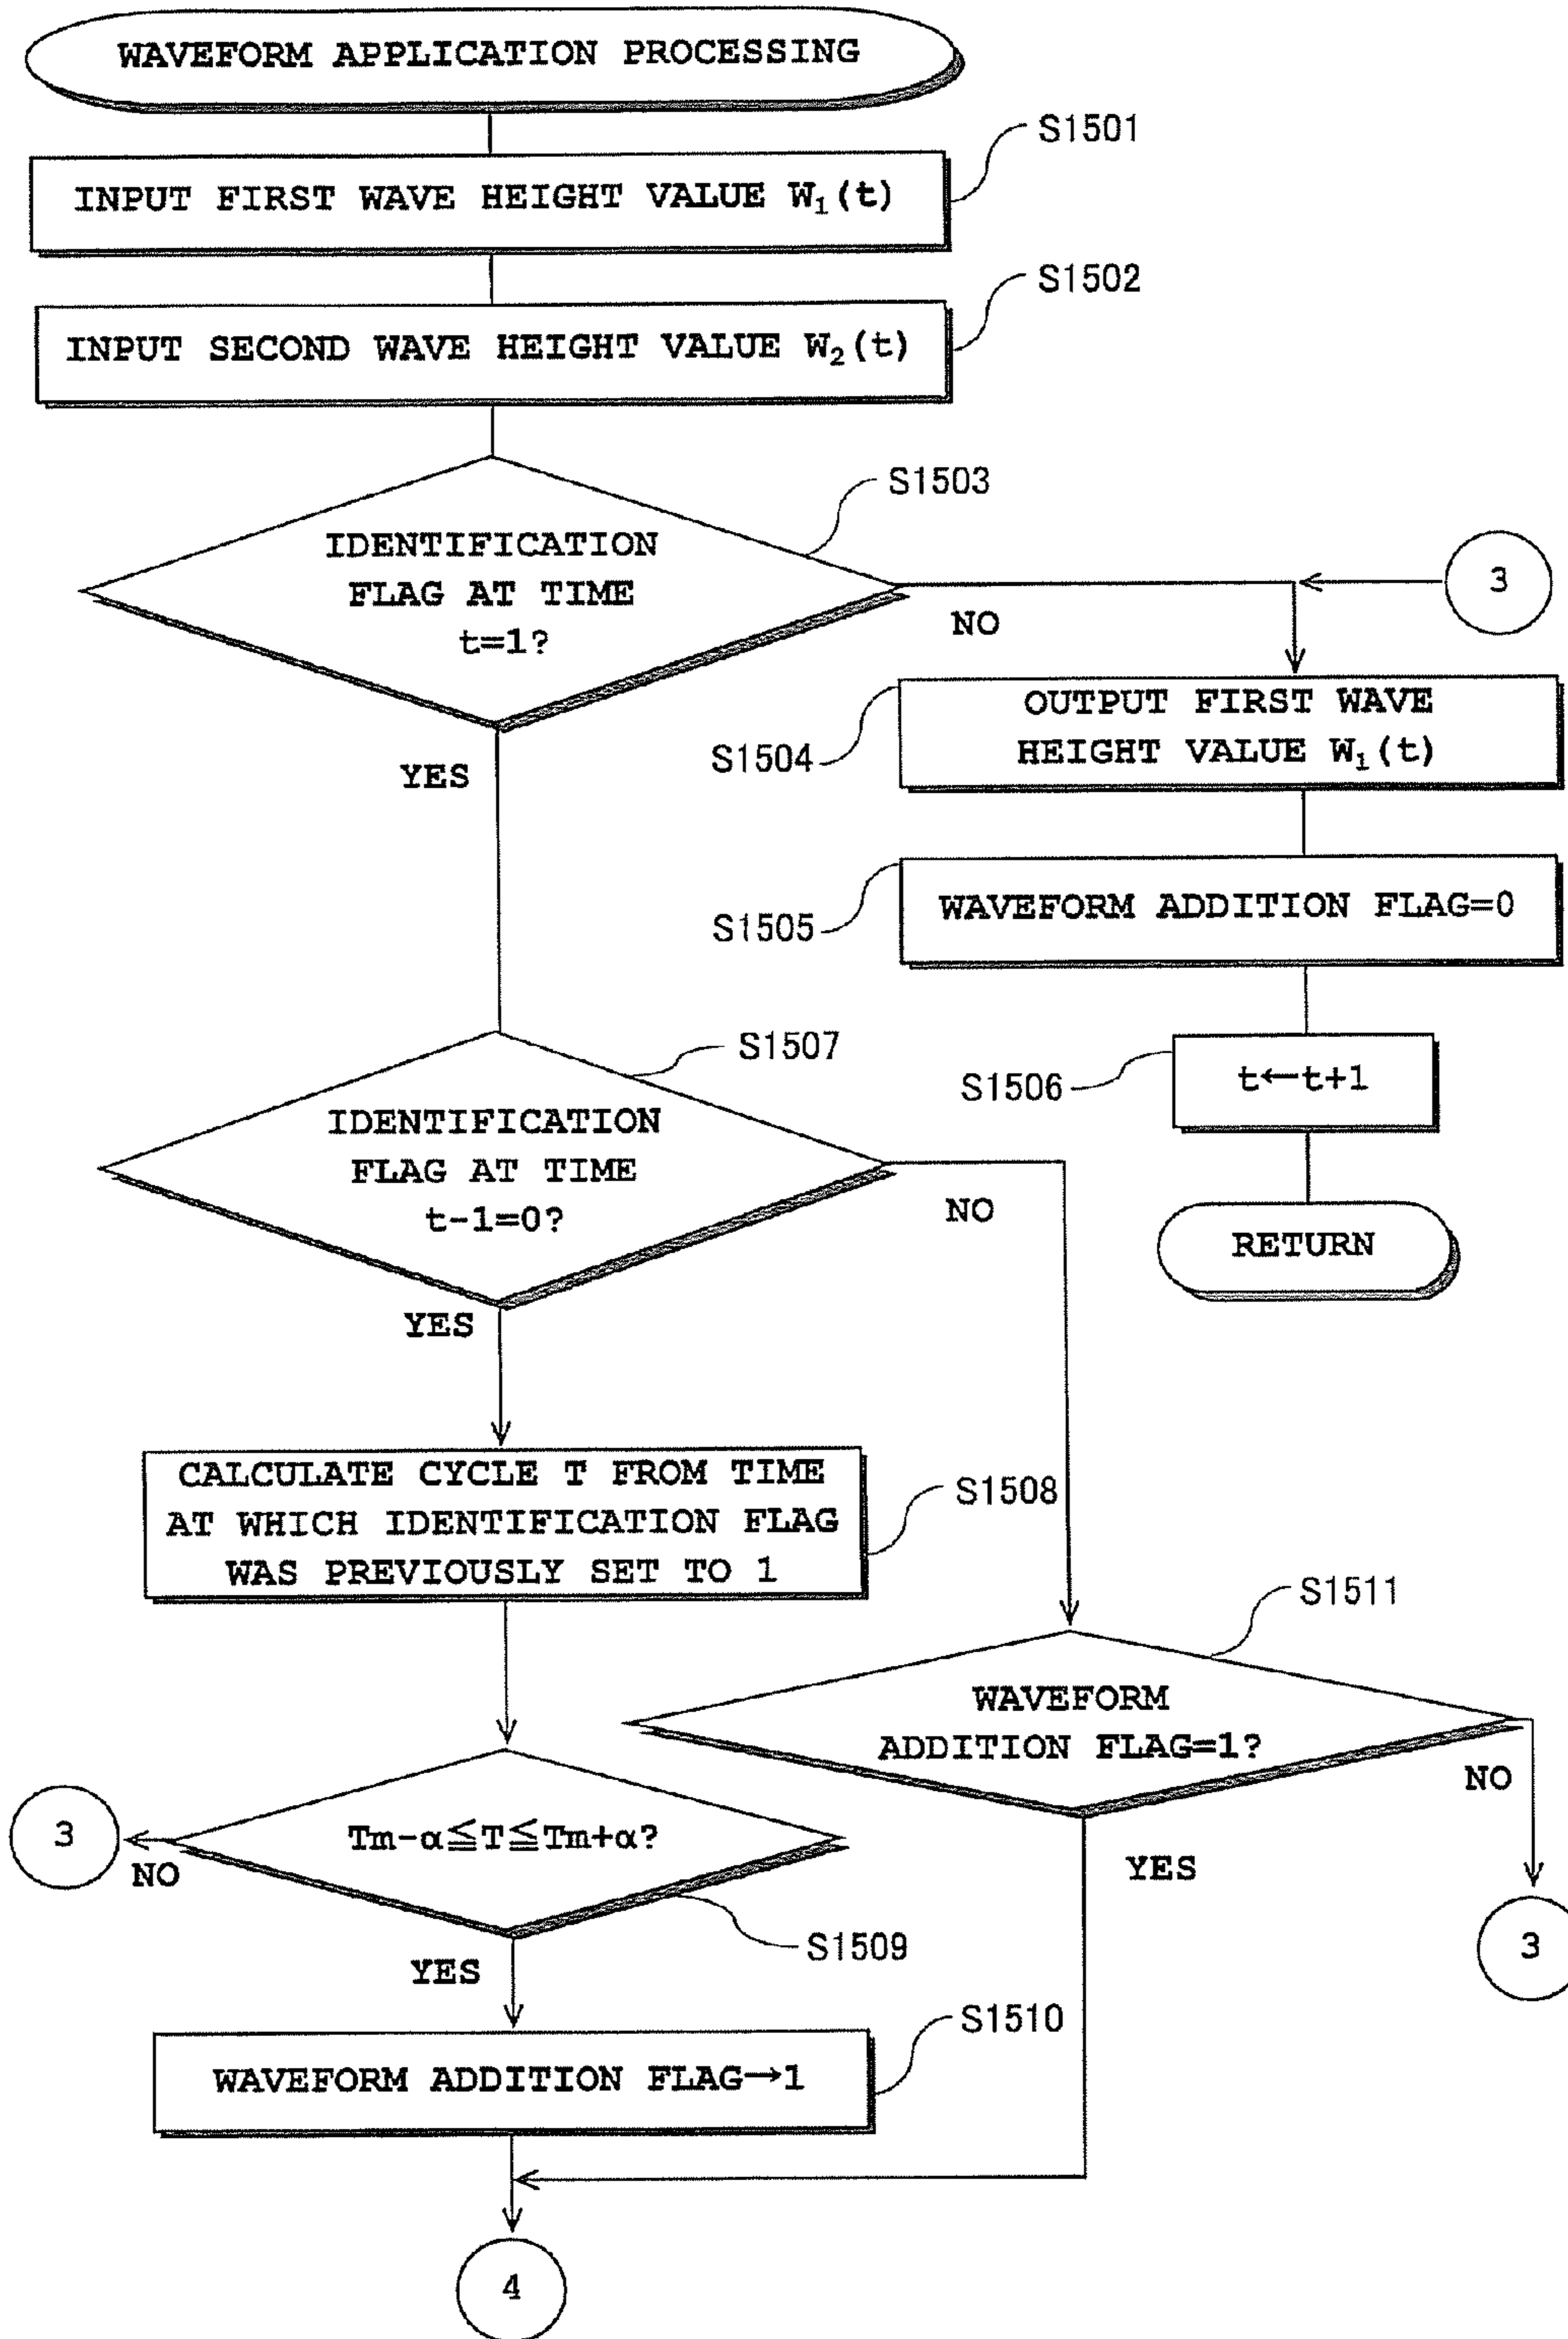 WAVEFORM APPLICATION PROCESSING
S1501
INPUT FIRST WAVE HEIGHT VALUE W₁(t)
S1502
INPUT SECOND WAVE HEIGHT VALUE W₂(t)
S1503
IDENTIFICATION
FLAG AT TIME
t=1?
NO
3
YES
OUTPUT FIRST WAVE
HEIGHT VALUE W₁(t)
S1504
WAVEFORM ADDITION FLAG=0
S1505
t←t+1
S1506
RETURN
S1507
IDENTIFICATION
FLAG AT TIME
t-1=0?
NO
YES
CALCULATE CYCLE T FROM TIME
AT WHICH IDENTIFICATION FLAG
WAS PREVIOUSLY SET TO 1
S1508
S1511
WAVEFORM
ADDITION FLAG=1?
NO
YES
3
Tm-α≦T≦Tm+α?
NO
3
S1509
YES
S1510
WAVEFORM ADDITION FLAG→1
4